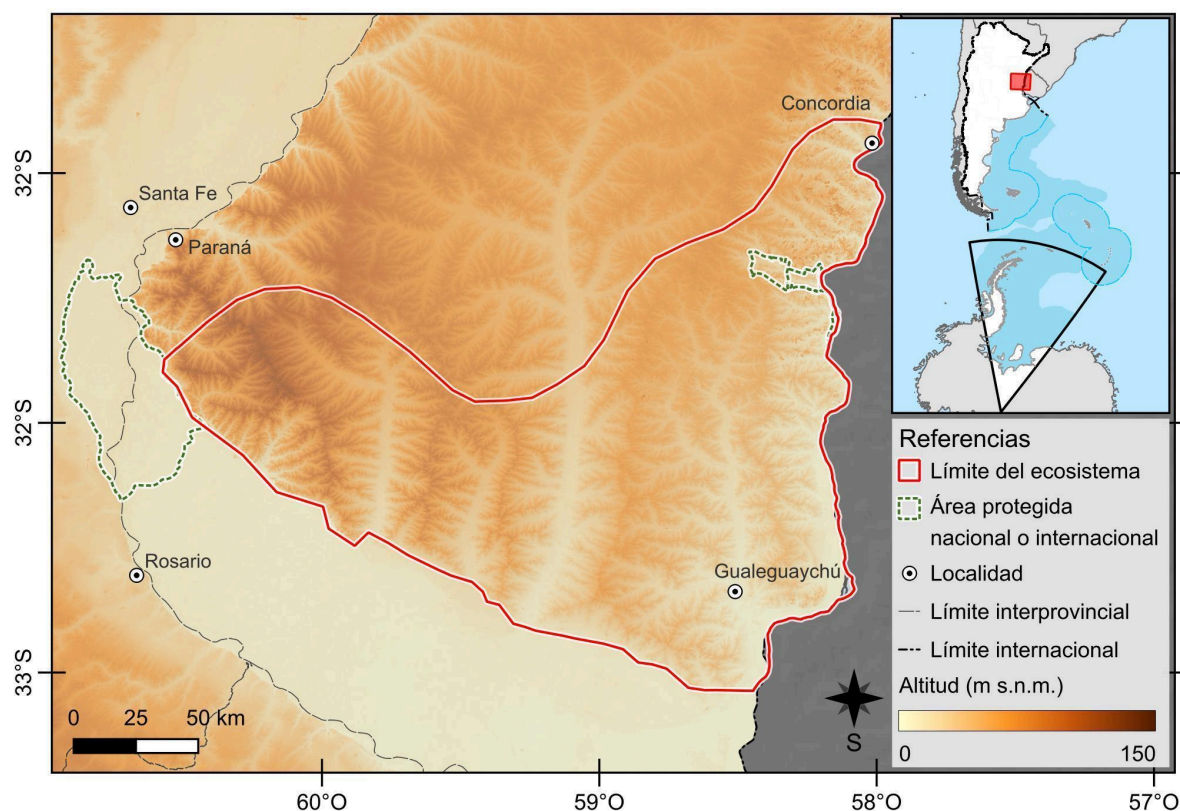 Concordia
32°S
Santa Fe
Paraná
32°S
Rosario
Gualeguaychú
33°S
0 25 50 km
S
60°O
59°O
58°O
57°O
Referencias
Límite del ecosistema
Área protegida
nacional o internacional
Localidad
Límite interprovincial
Límite internacional
Altitud (m s.n.m.)
0 150